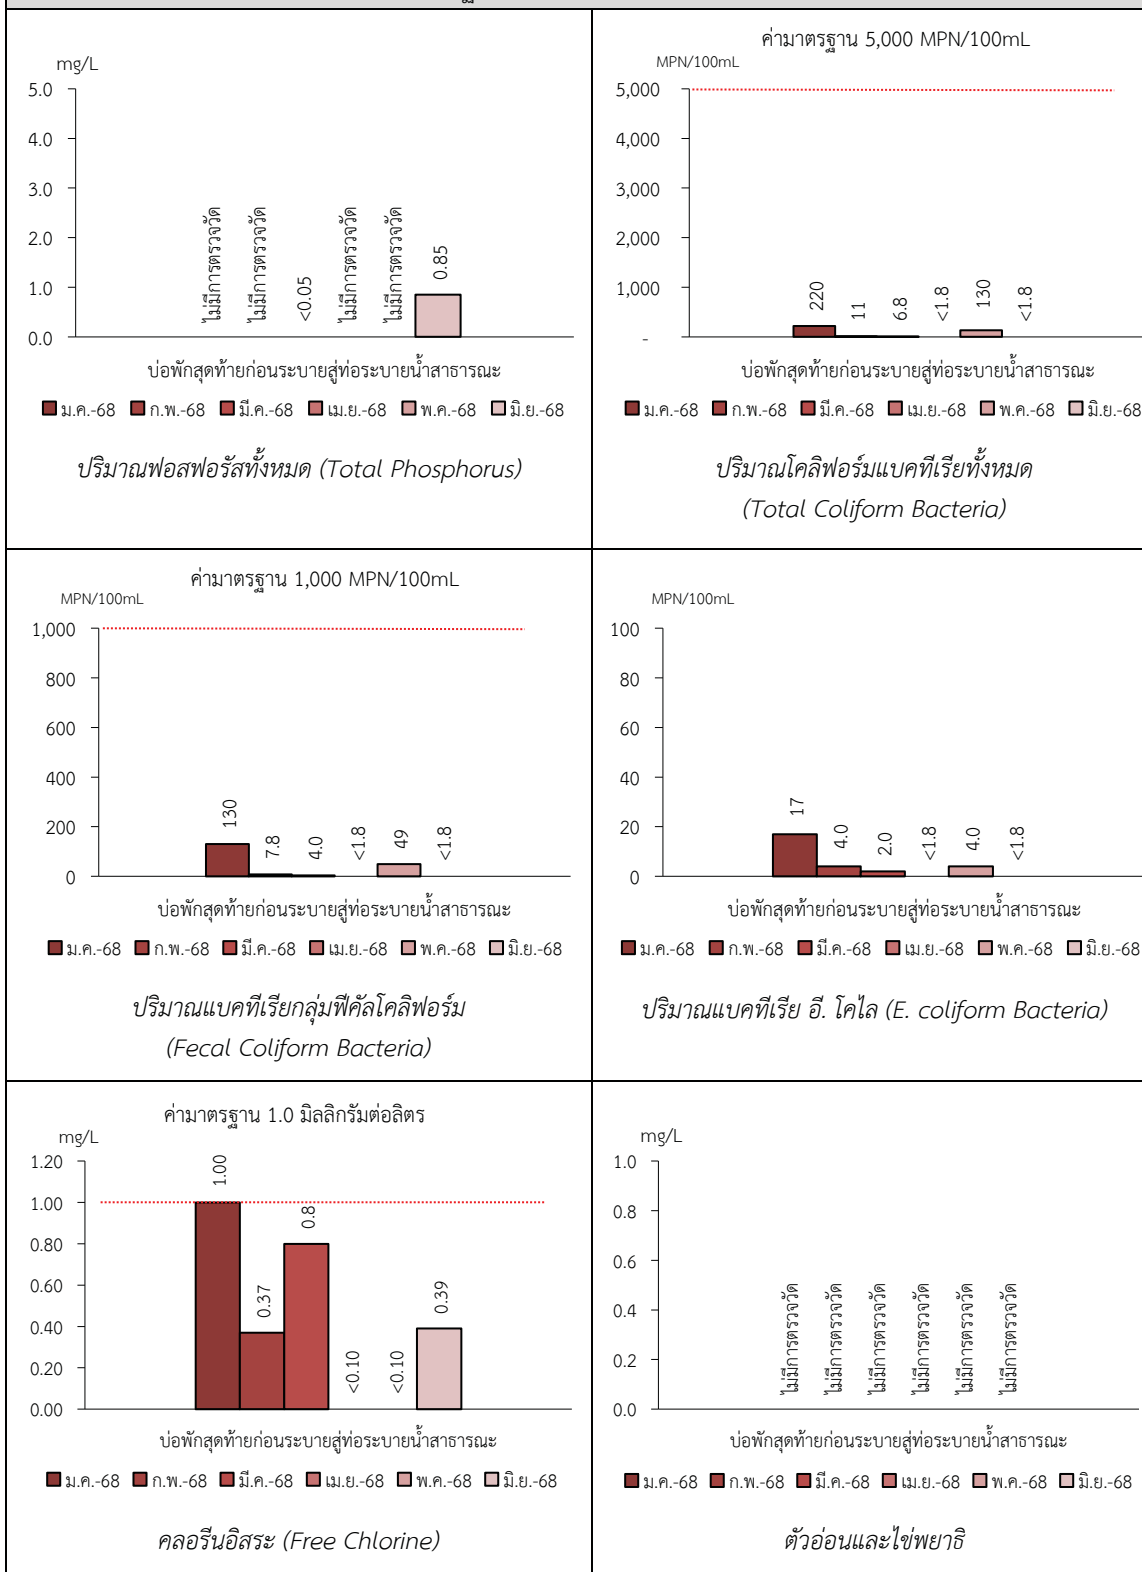 mg/L
5.0
4.0
3.0
2.0
1.0
0.0
ไม่มีการตรวจวัด
ไม่มีการตรวจวัด
<0.05
ไม่มีการตรวจวัด
ไม่มีการตรวจวัด
0.85
บ่อพักสุดท้ายก่อนระบายสู่ท่อระบายน้ำสาธารณะ
ม.ค.-68 ก.พ.-68 มี.ค.-68 เม.ย.-68 พ.ค.-68 มิ.ย.-68
ปริมาณฟอสฟอรัสทั้งหมด (Total Phosphorus)
ค่ามาตรฐาน 5,000 MPN/100mL
MPN/100mL
5,000
4,000
3,000
2,000
1,000
-
220
11
6.8
<1.8
130
<1.8
บ่อพักสุดท้ายก่อนระบายสู่ท่อระบายน้ำสาธารณะ
ม.ค.-68 ก.พ.-68 มี.ค.-68 เม.ย.-68 พ.ค.-68 มิ.ย.-68
ปริมาณโคลิฟอร์มแบคทีเรียทั้งหมด
(Total Coliform Bacteria)
ค่ามาตรฐาน 1,000 MPN/100mL
MPN/100mL
1,000
800
600
400
200
0
130
7.8
4.0
<1.8
49
<1.8
บ่อพักสุดท้ายก่อนระบายสู่ท่อระบายน้ำสาธารณะ
ม.ค.-68 ก.พ.-68 มี.ค.-68 เม.ย.-68 พ.ค.-68 มิ.ย.-68
ปริมาณแบคทีเรียกลุ่มฟีคัลโคลิฟอร์ม
(Fecal Coliform Bacteria)
MPN/100mL
100
80
60
40
20
0
17
4.0
2.0
<1.8
4.0
<1.8
บ่อพักสุดท้ายก่อนระบายสู่ท่อระบายน้ำสาธารณะ
ม.ค.-68 ก.พ.-68 มี.ค.-68 เม.ย.-68 พ.ค.-68 มิ.ย.-68
ปริมาณแบคทีเรีย อี. โคไล (E. coliform Bacteria)
ค่ามาตรฐาน 1.0 มิลลิกรัมต่อลิตร
mg/L
1.20
1.00
0.80
0.60
0.40
0.20
0.00
1.00
0.37
0.8
<0.10
<0.10
0.39
บ่อพักสุดท้ายก่อนระบายสู่ท่อระบายน้ำสาธารณะ
ม.ค.-68 ก.พ.-68 มี.ค.-68 เม.ย.-68 พ.ค.-68 มิ.ย.-68
คลอรีนอิสระ (Free Chlorine)
mg/L
1.0
0.8
0.6
0.4
0.2
0.0
ไม่มีการตรวจวัด
ไม่มีการตรวจวัด
ไม่มีการตรวจวัด
ไม่มีการตรวจวัด
ไม่มีการตรวจวัด
ไม่มีการตรวจวัด
บ่อพักสุดท้ายก่อนระบายสู่ท่อระบายน้ำสาธารณะ
ม.ค.-68 ก.พ.-68 มี.ค.-68 เม.ย.-68 พ.ค.-68 มิ.ย.-68
ตัวอ่อนและไข่พยาธิ